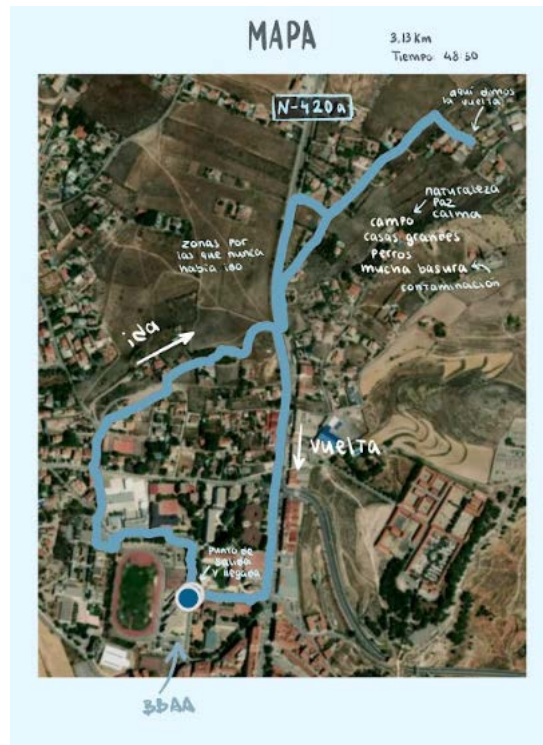 MAPA
3,13 Km
Tiempo: 48:50
N-420a
aquí dimos
la vuelta
naturaleza
paz
calma
campo
casas grandes
perros
mucha basura
contaminación
zonas por
las que nunca
había ido
ida
vuelta
punto de
salida
y llegada
BBAA